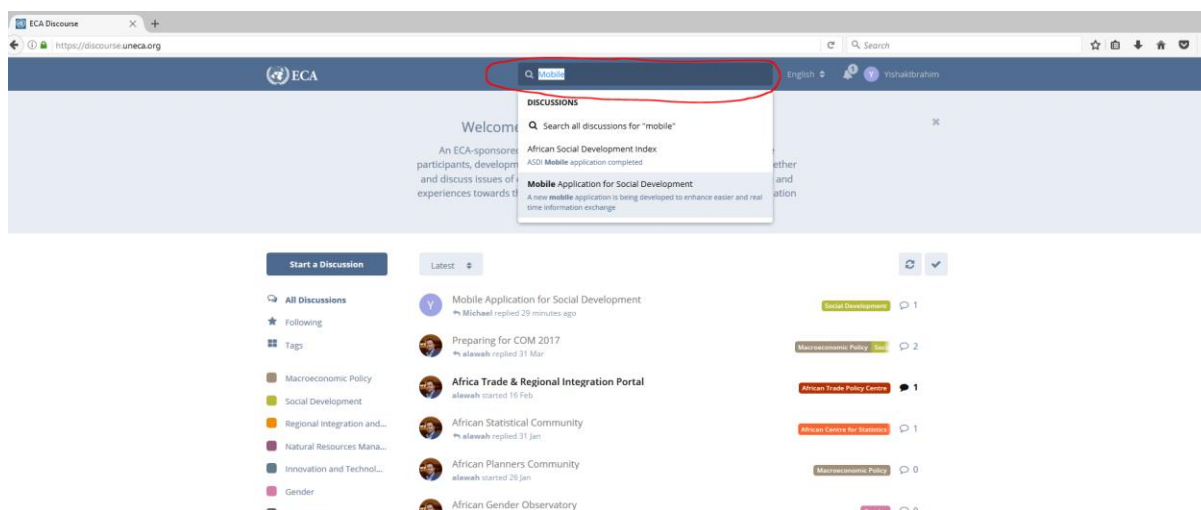 ECA Discourse
https://discourse.uneca.org
Search
ECA
Mobile
English
1
Y
Yishakibrahim
DISCUSSIONS
Search all discussions for "mobile"
African Social Development Index
ASDI Mobile application completed
Mobile Application for Social Development
A new mobile application is being developed to enhance easier and real
time information exchange
Welcome
An ECA-sponsored
participants, developm
ether
and discuss issues of
and
experiences towards th
ation
Start a Discussion
Latest
All Discussions
Following
Tags
Macroeconomic Policy
Social Development
Regional Integration and...
Natural Resources Mana...
Innovation and Technol...
Gender
Y
Mobile Application for Social Development
Michael replied 29 minutes ago
Social Development
1
Preparing for COM 2017
alawah replied 31 Mar
Macroeconomic Policy
Soci
2
Africa Trade & Regional Integration Portal
alawah started 16 Feb
African Trade Policy Centre
1
African Statistical Community
alawah replied 31 Jan
African Centre for Statistics
1
African Planners Community
alawah started 26 Jan
Macroeconomic Policy
0
African Gender Observatory